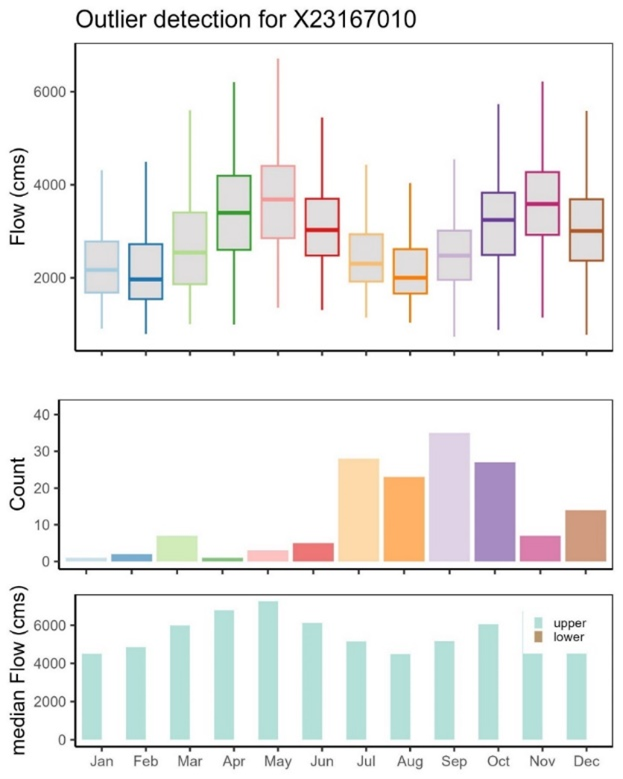 Outlier detection for X23167010
Flow (cms)
6000
4000
2000
Count
40
30
20
10
0
median Flow (cms)
6000
4000
2000
0
upper
lower
Jan Feb Mar Apr May Jun Jul Aug Sep Oct Nov Dec